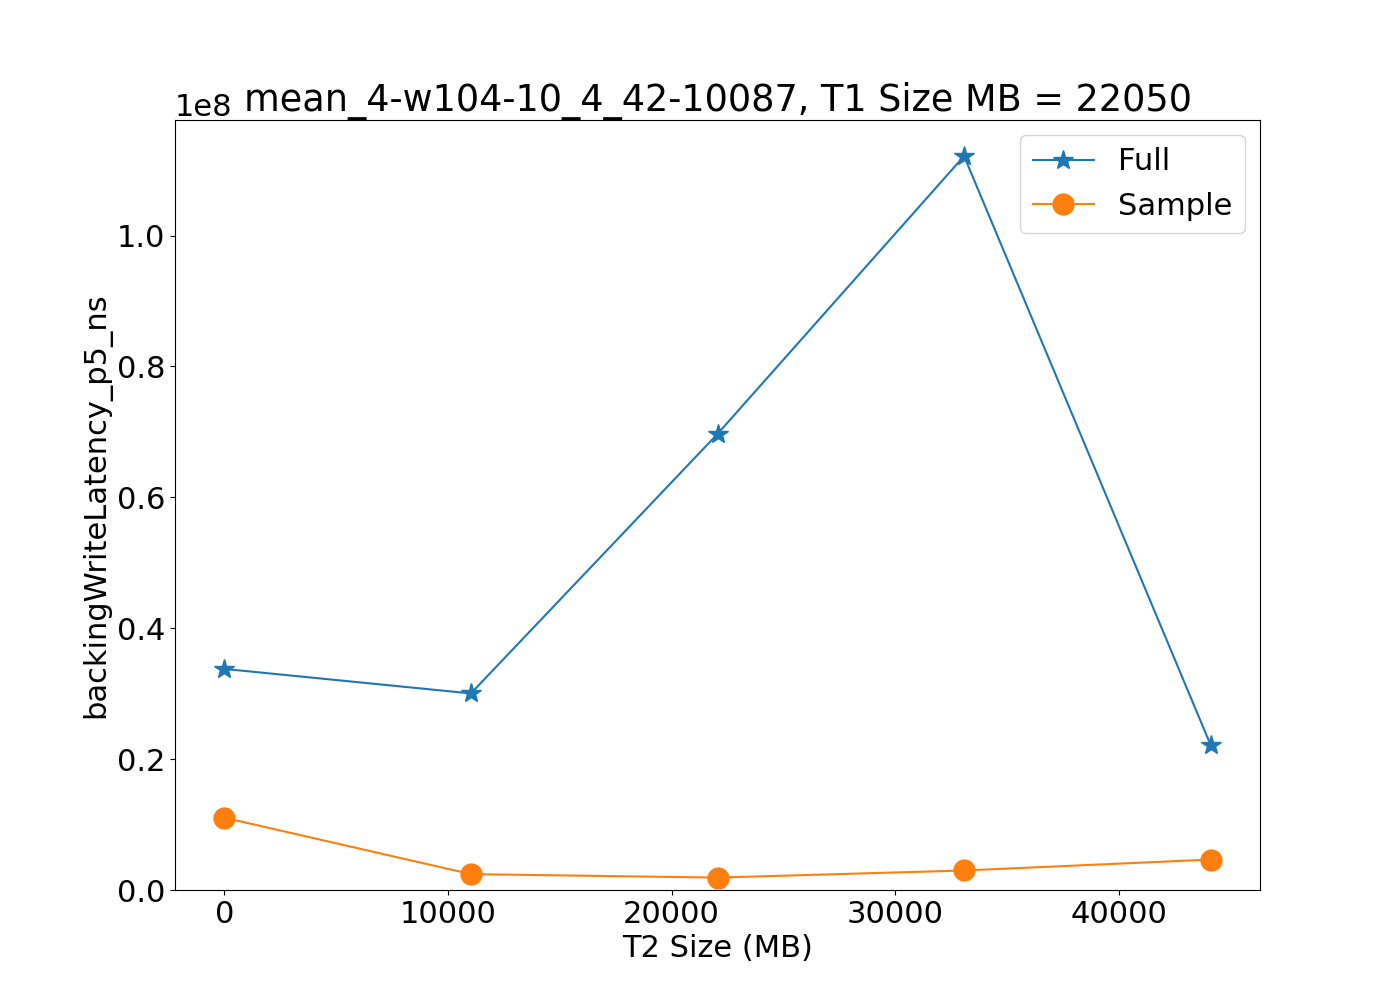 1e8
mean_4-w104-10_4_42-10087, T1 Size MB = 22050
Full
Sample
1.0
0.8
0.6
0.4
0.2
0.0
backingWriteLatency_p5_ns
0 10000 20000 30000 40000
T2 Size (MB)